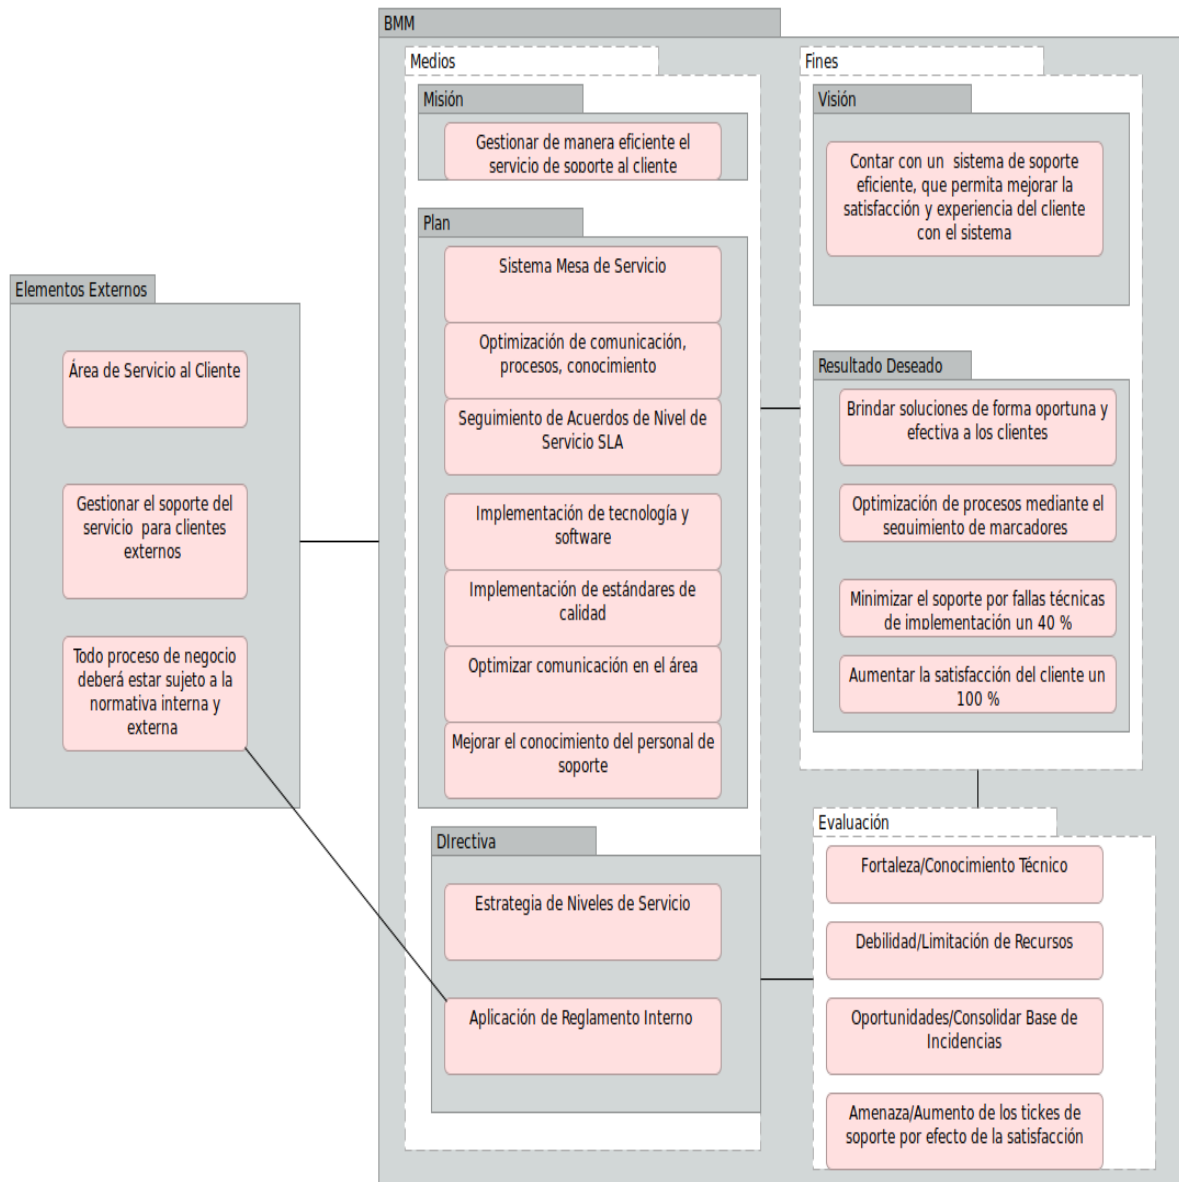 BMM
Medios
Misión
Gestionar de manera eficiente el
servicio de soporte al cliente
Plan
Sistema Mesa de Servicio
Optimización de comunicación,
procesos, conocimiento
Seguimiento de Acuerdos de Nivel de
Servicio SLA
Implementación de tecnología y
software
Implementación de estándares de
calidad
Optimizar comunicación en el área
Mejorar el conocimiento del personal de
soporte
DIrectiva
Estrategia de Niveles de Servicio
Aplicación de Reglamento Interno
Fines
Visión
Contar con un  sistema de soporte
eficiente, que permita mejorar la
satisfacción y experiencia del cliente
con el sistema
Resultado Deseado
Brindar soluciones de forma oportuna y
efectiva a los clientes
Optimización de procesos mediante el
seguimiento de marcadores
Minimizar el soporte por fallas técnicas
de implementación un 40 %
Aumentar la satisfacción del cliente un
100 %
Evaluación
Fortaleza/Conocimiento Técnico
Debilidad/Limitación de Recursos
Oportunidades/Consolidar Base de
Incidencias
Amenaza/Aumento de los tickes de
soporte por efecto de la satisfacción
Elementos Externos
Área de Servicio al Cliente
Gestionar el soporte del
servicio  para clientes
externos
Todo proceso de negocio
deberá estar sujeto a la
normativa interna y
externa